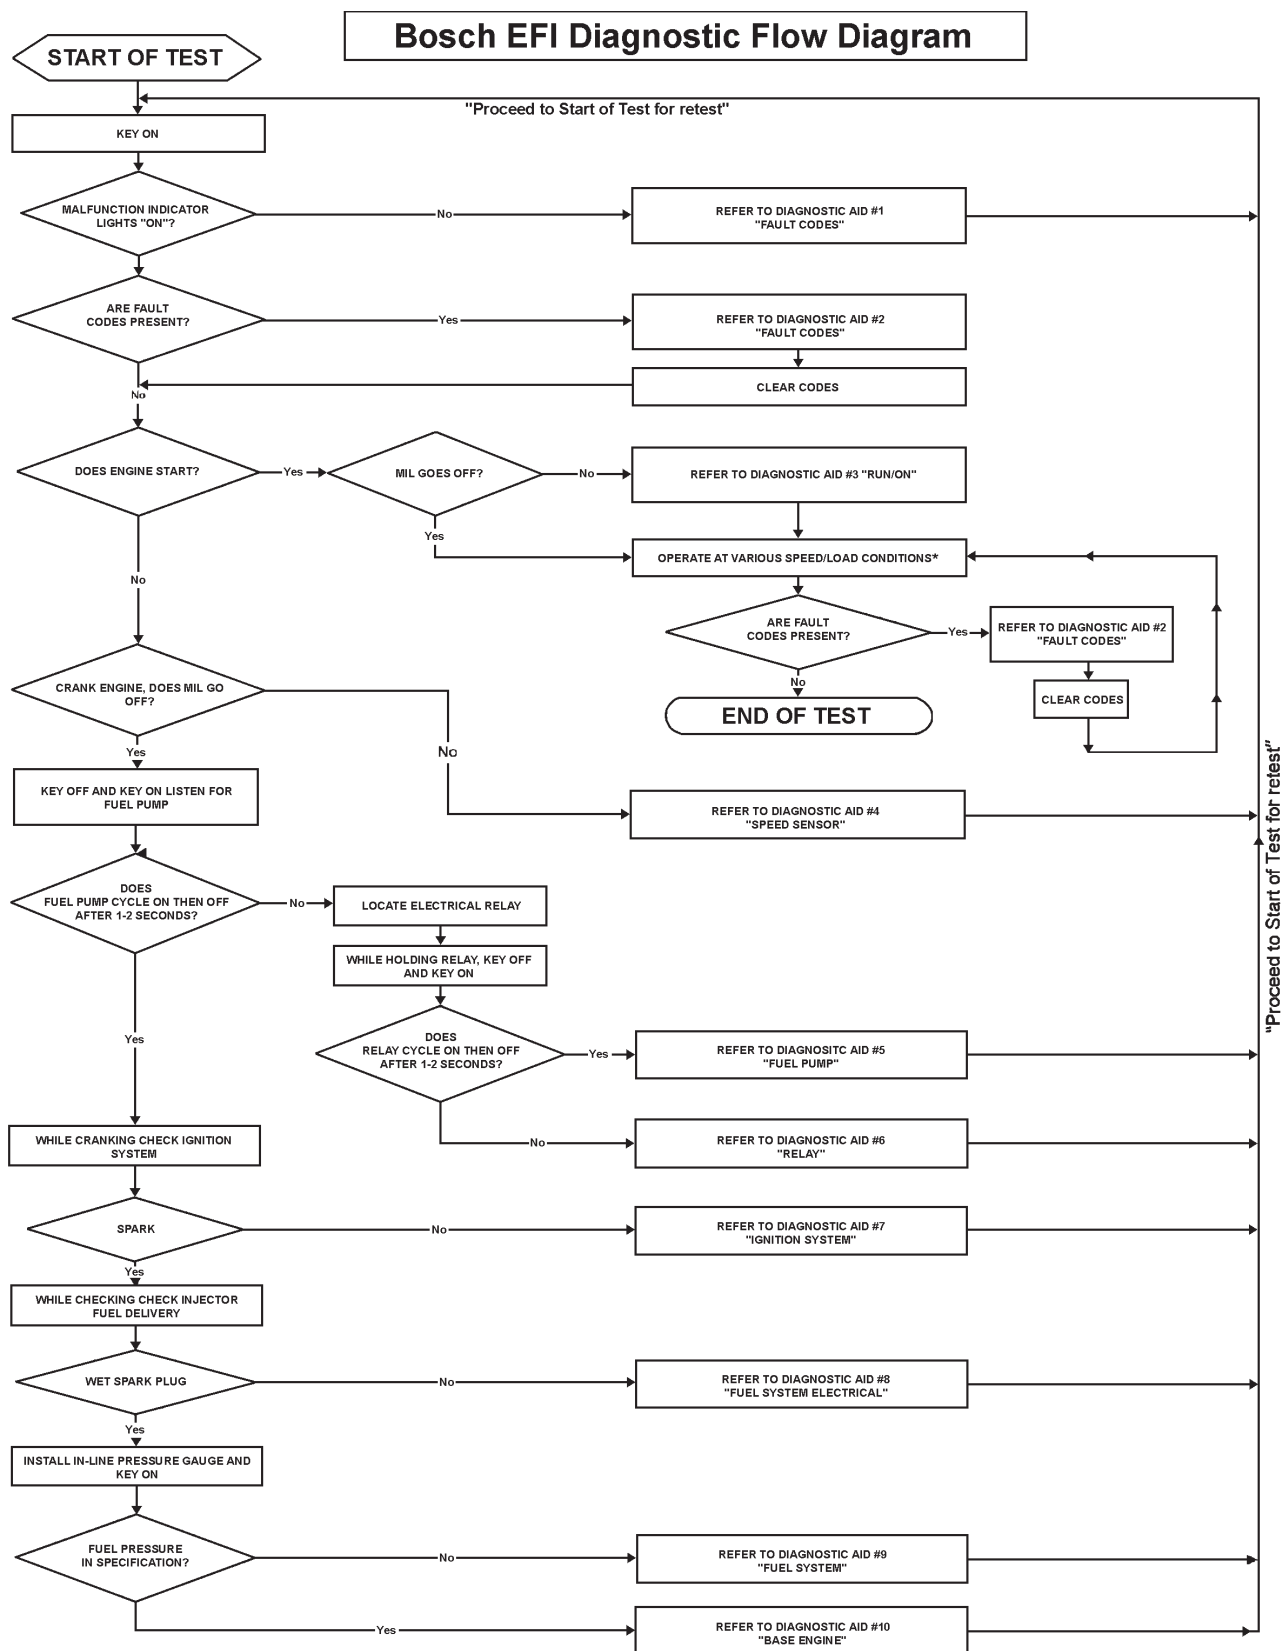 Bosch EFI Diagnostic Flow Diagram
START OF TEST
"Proceed to Start of Test for retest"
KEY ON
MALFUNCTION INDICATOR
LIGHTS "ON"?
No
REFER TO DIAGNOSTIC AID #1
"FAULT CODES"
ARE FAULT
CODES PRESENT?
Yes
REFER TO DIAGNOSTIC AID #2
"FAULT CODES"
CLEAR CODES
No
DOES ENGINE START?
Yes
MIL GOES OFF?
No
REFER TO DIAGNOSTIC AID #3 "RUN/ON"
Yes
OPERATE AT VARIOUS SPEED/LOAD CONDITIONS*
No
ARE FAULT
CODES PRESENT?
Yes
REFER TO DIAGNOSTIC AID #2
"FAULT CODES"
CLEAR CODES
No
END OF TEST
CRANK ENGINE, DOES MIL GO
OFF?
No
Yes
KEY OFF AND KEY ON LISTEN FOR
FUEL PUMP
REFER TO DIAGNOSTIC AID #4
"SPEED SENSOR"
"Proceed to Start of Test for retest"
DOES
FUEL PUMP CYCLE ON THEN OFF
AFTER 1-2 SECONDS?
No
LOCATE ELECTRICAL RELAY
WHILE HOLDING RELAY, KEY OFF
AND KEY ON
DOES
RELAY CYCLE ON THEN OFF
AFTER 1-2 SECONDS?
Yes
REFER TO DIAGNOSITC AID #5
"FUEL PUMP"
Yes
No
REFER TO DIAGNOSTIC AID #6
"RELAY"
WHILE CRANKING CHECK IGNITION
SYSTEM
SPARK
No
REFER TO DIAGNOSTIC AID #7
"IGNITION SYSTEM"
Yes
WHILE CHECKING CHECK INJECTOR
FUEL DELIVERY
WET SPARK PLUG
No
REFER TO DIAGNOSTIC AID #8
"FUEL SYSTEM ELECTRICAL"
Yes
INSTALL IN-LINE PRESSURE GAUGE AND
KEY ON
FUEL PRESSURE
IN SPECIFICATION?
No
REFER TO DIAGNOSTIC AID #9
"FUEL SYSTEM"
Yes
REFER TO DIAGNOSTIC AID #10
"BASE ENGINE"